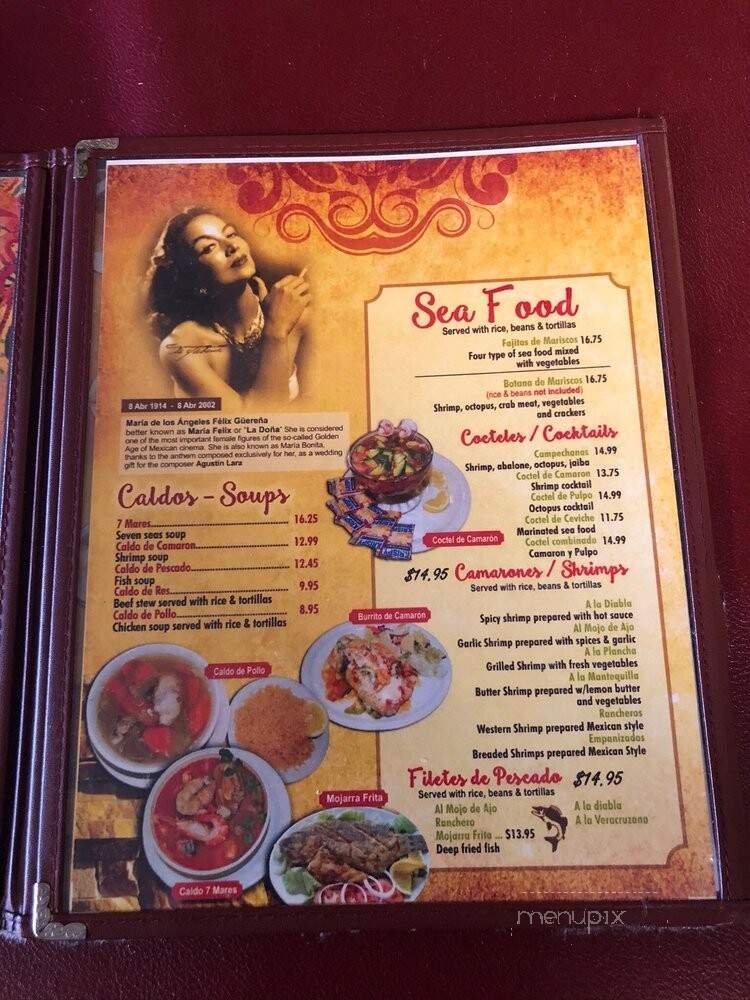 8 Abr 1914 - 8 Abr 2002
María de los Ángeles Félix Güereña
better known as María Felix or "La Doña" She is considered
one of the most important female figures of the so-called Golden
Age of Mexican cinema. She is also known as María Bonita,
thanks to the anthem composed exclusively for her, as a wedding
gift for the composer Agustin Lara
Caldos - Soups
7 Mares 16.25
Seven seas soup
Caldo de Camaron 12.99
Shrimp soup
Caldo de Pescado 12.45
Fish soup
Caldo de Res 9.95
Beef stew served with rice & tortillas
Caldo de Pollo 8.95
Chicken soup served with rice & tortillas
Caldo de Pollo
Caldo 7 Mares
Mojarra Frita
Burrito de Camarón
Coctel de Camarón
Sea Food
Served with rice, beans & tortillas
Fajitas de Mariscos 16.75
Four type of sea food mixed
with vegetables
Botana de Mariscos 16.75
(rice & beans not included)
Shrimp, octopus, crab meat, vegetables
and crackers
Cocteles / Cocktails
Campechanas 14.99
Shrimp, abalone, octopus, jaiba
Coctel de Camaron 13.75
Shrimp cocktail
Coctel de Pulpo 14.99
Octopus cocktail
Coctel de Ceviche 11.75
Marinated sea food
Coctel combinado 14.99
Camaron y Pulpo
$14.95 Camarones / Shrimps
Served with rice, beans & tortillas
A la Diabla
Spicy shrimp prepared with hot sauce
Al Mojo de Ajo
Garlic Shrimp prepared with spices & garlic
A la Plancha
Grilled Shrimp with fresh vegetables
A la Mantequilla
Butter Shrimp prepared w/lemon butter
and vegetables
Rancheros
Western Shrimp prepared Mexican style
Empanizados
Breaded Shrimps prepared Mexican Style
Filetes de Pescado $14.95
Served with rice, beans & tortillas
Al Mojo de Ajo
Ranchero
Mojarra Frita ... $13.95
Deep fried fish
A la diabla
A la Veracruzana
menupix